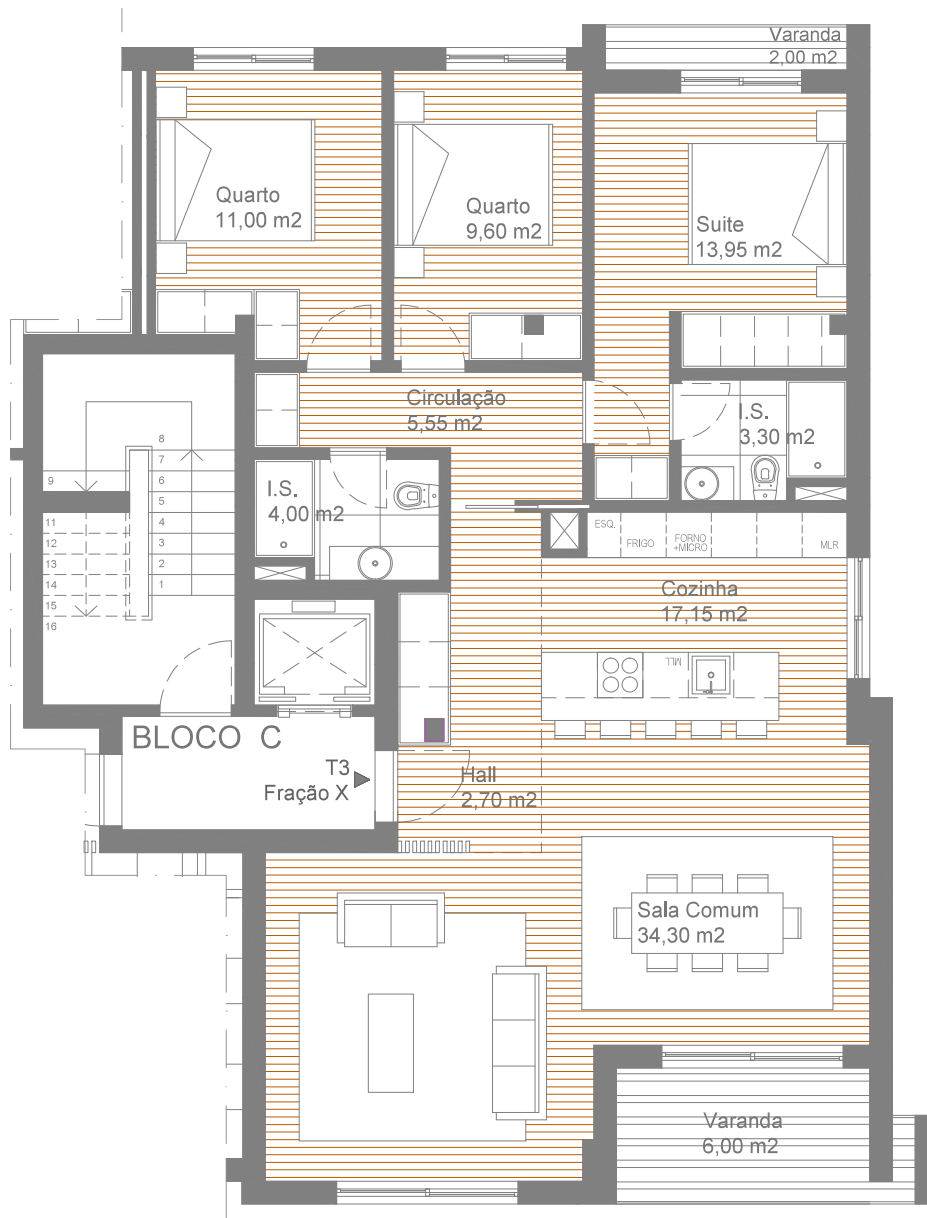 Varanda
2,00 m2
Quarto
11,00 m2
Quarto
9,60 m2
Suite
13,95 m2
Circulação
5,55 m2
I.S.
3,30 m2
I.S.
4,00 m2
8
7
6
5
4
3
2
1
9
11
12
13
14
15
16
ESQ.
FRIGO
FORNO
+MICRO
MLR
Cozinha
17,15 m2
MLL
BLOCO C
T3
Fração X
Hall
2,70 m2
Sala Comum
34,30 m2
Varanda
6,00 m2